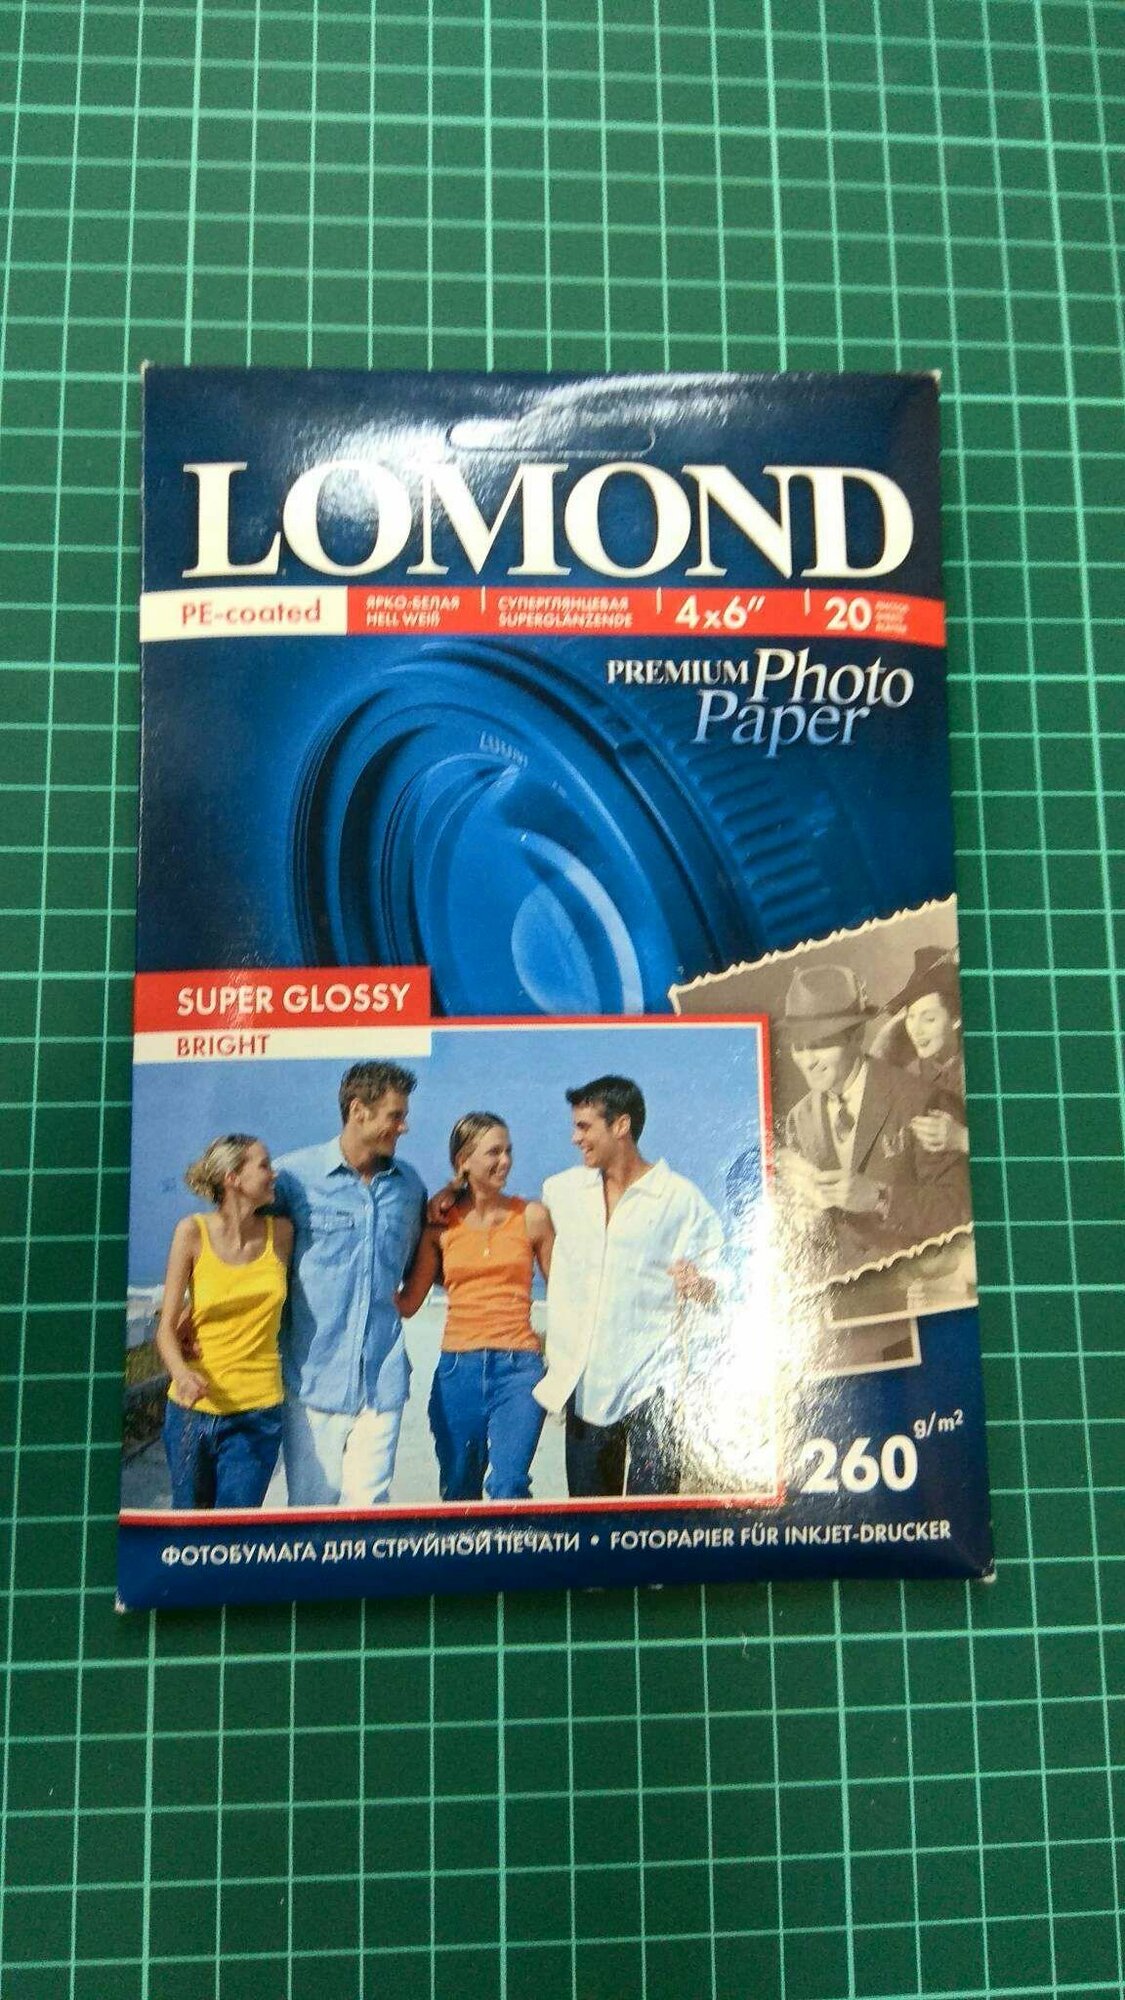 LOMOND
PE-coated
ЯРКО-БЕЛАЯ
HELL WEIß
СУПЕРГЛЯНЦЕВАЯ
SUPERGLÄNZENDE
4x6"
20
PREMIUM Photo
Paper
SUPER GLOSSY
BRIGHT
260 g/m²
ФОТОБУМАГА ДЛЯ СТРУЙНОЙ ПЕЧАТИ • FOTOPAPIER FÜR INKJET-DRUCKER